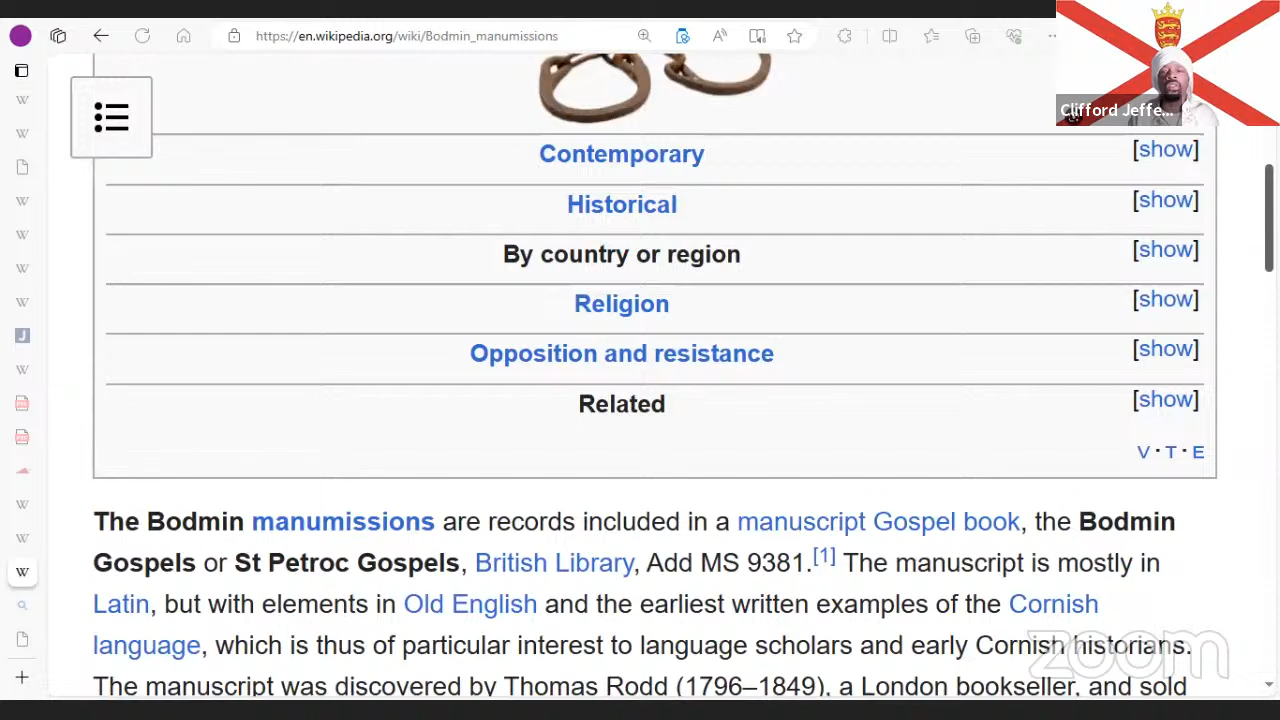 https://en.wikipedia.org/wiki/Bodmin_manumissions
Clifford Jeffe...
Contemporary [show]
Historical [show]
By country or region [show]
Religion [show]
Opposition and resistance [show]
Related [show]
V · T · E
The Bodmin manumissions are records included in a manuscript Gospel book, the Bodmin
Gospels or St Petroc Gospels, British Library, Add MS 9381.[1] The manuscript is mostly in
Latin, but with elements in Old English and the earliest written examples of the Cornish
language, which is thus of particular interest to language scholars and early Cornish historians.
The manuscript was discovered by Thomas Rodd (1796–1849), a London bookseller, and sold
zoom